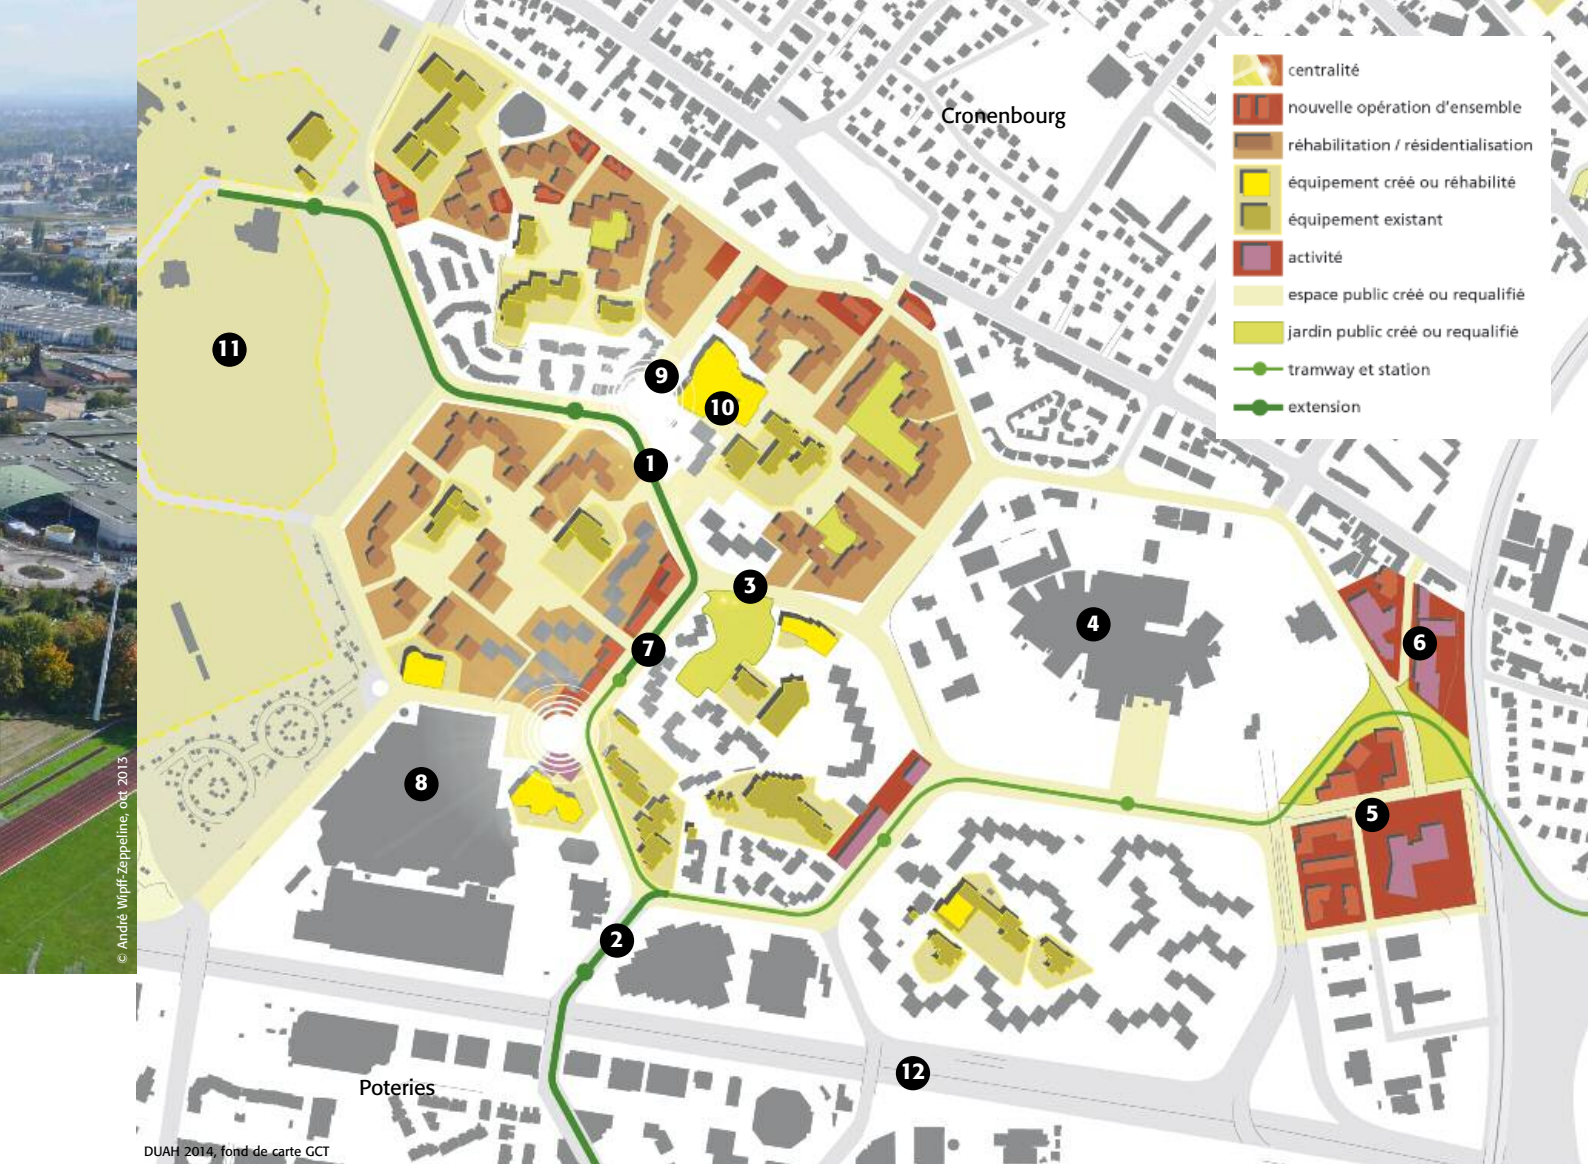 Cronenbourg
centralité
nouvelle opération d'ensemble
réhabilitation / résidentialisation
équipement créé ou réhabilité
équipement existant
activité
espace public créé ou requalifié
jardin public créé ou requalifié
tramway et station
extension
11
9
10
1
3
4
6
7
8
5
2
12
Poteries
© André Wipff-Zeppeline, oct 2013
DUAH 2014, fond de carte GCT